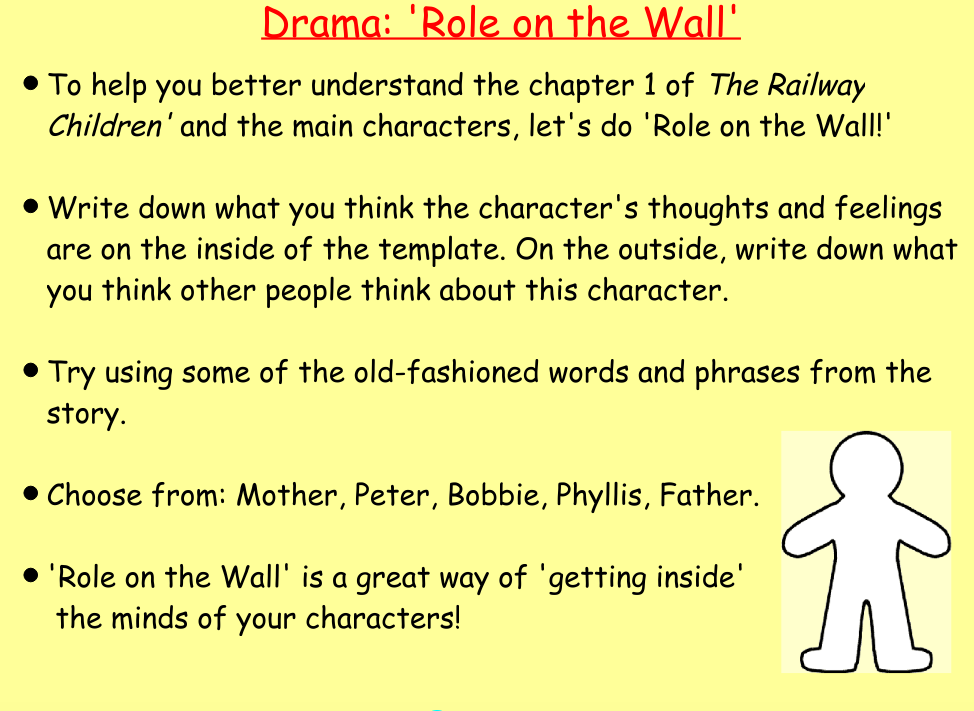 Drama: 'Role on the Wall'
• To help you better understand the chapter 1 of The Railway
Children' and the main characters, let's do 'Role on the Wall!'
• Write down what you think the character's thoughts and feelings
are on the inside of the template. On the outside, write down what
you think other people think about this character.
• Try using some of the old-fashioned words and phrases from the
story.
• Choose from: Mother, Peter, Bobbie, Phyllis, Father.
• 'Role on the Wall' is a great way of 'getting inside'
the minds of your characters!